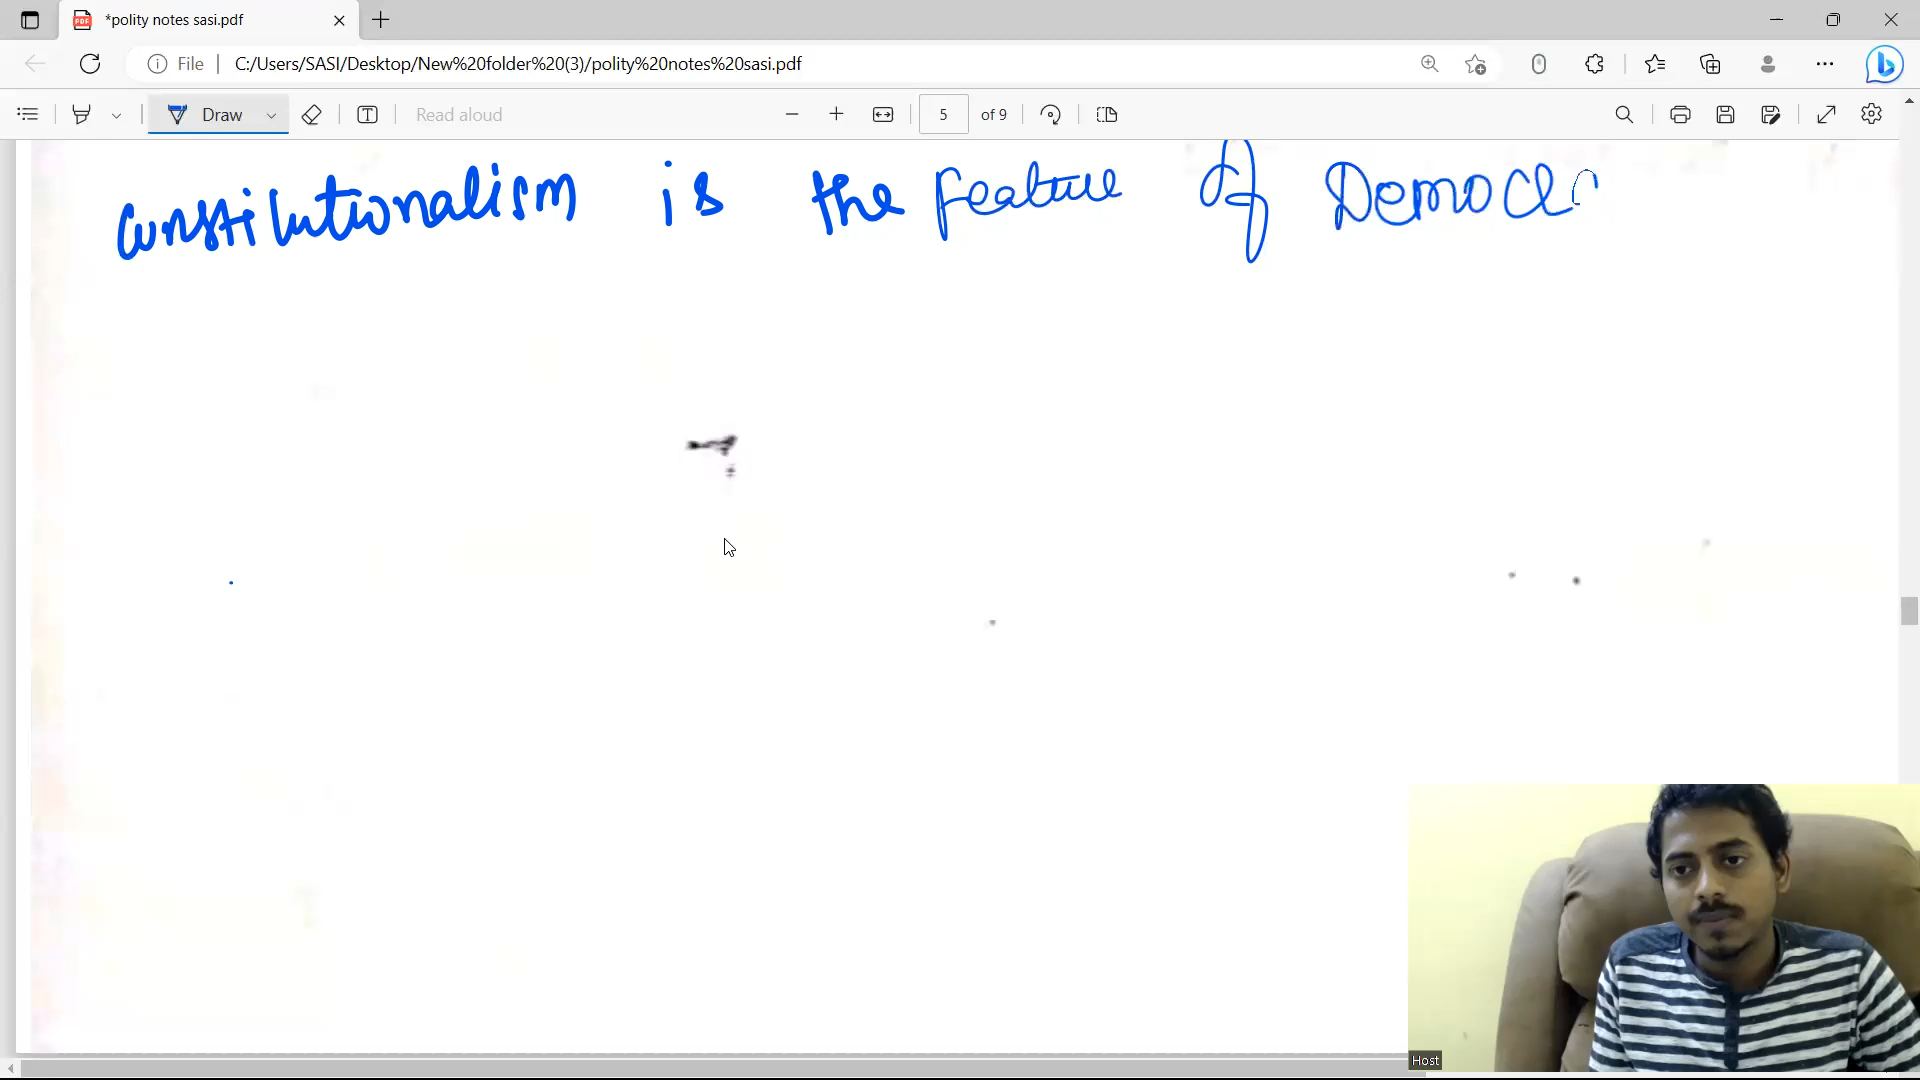 *polity notes sasi.pdf
File C:/Users/SASI/Desktop/New%20folder%20(3)/polity%20notes%20sasi.pdf
Draw Read aloud 5 of 9
constitutionalism is the feature of Democra
Host